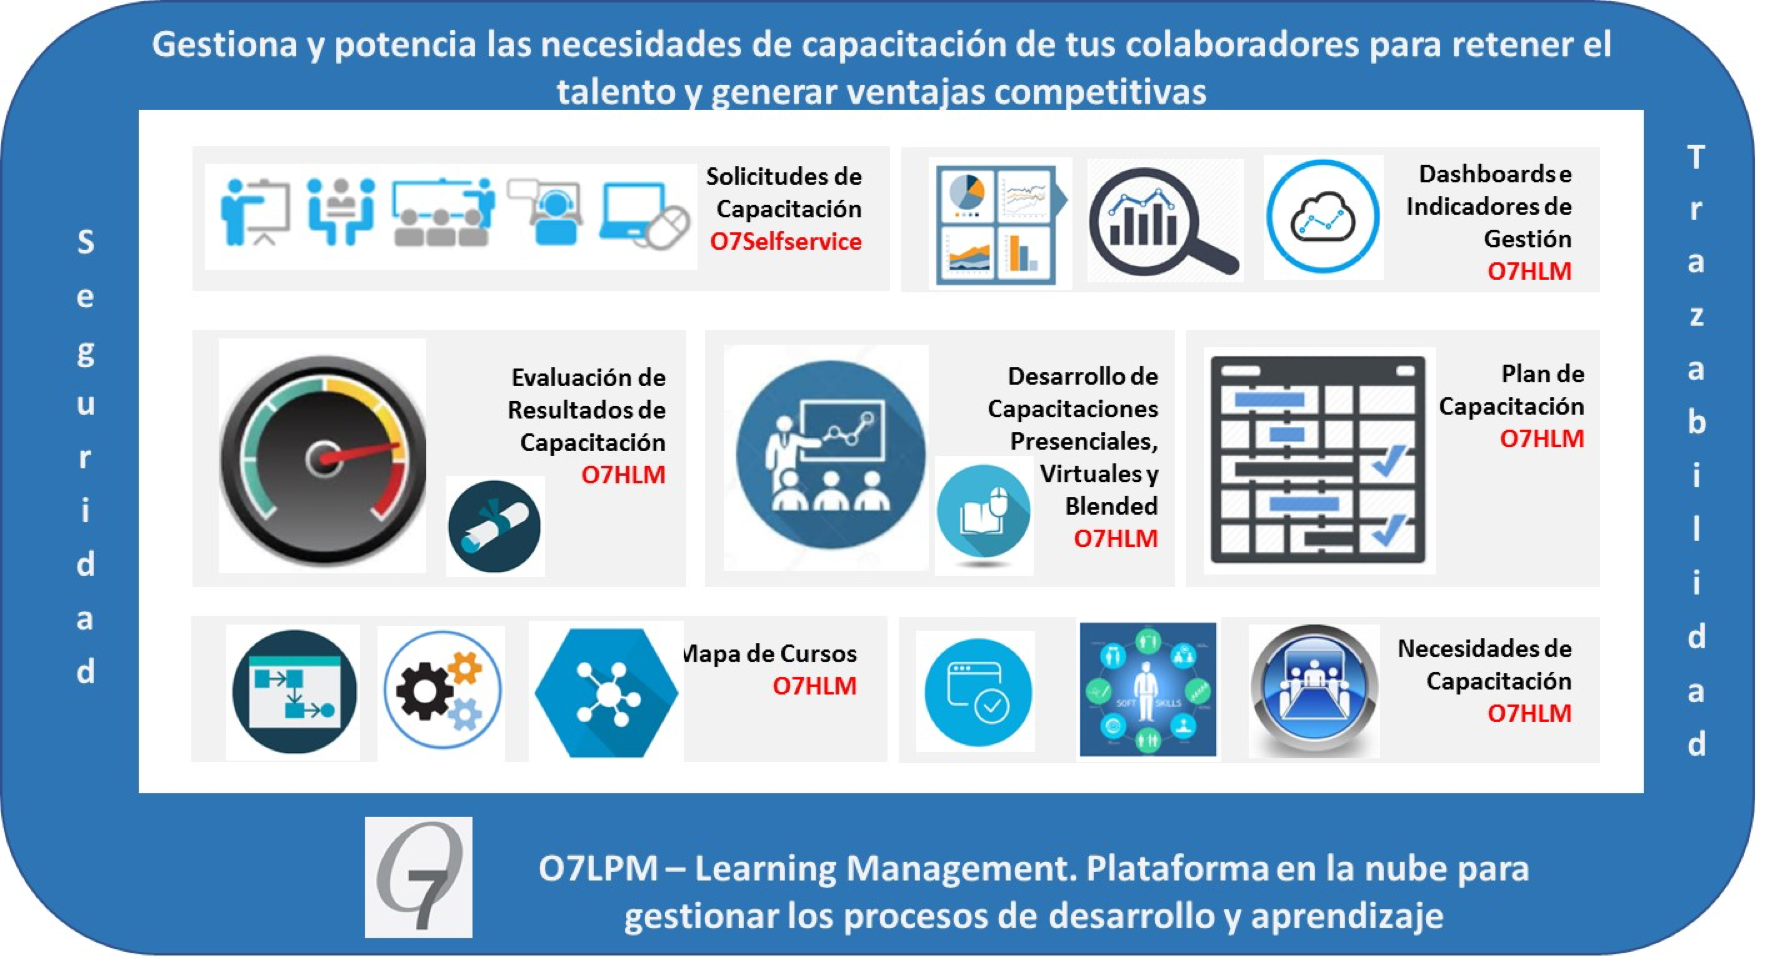 Gestiona y potencia las necesidades de capacitación de tus colaboradores para retener el
talento y generar ventajas competitivas
Seguridad
Solicitudes de
Capacitación
O7Selfservice
Dashboards e
Indicadores de
Gestión
O7HLM
Evaluación de
Resultados de
Capacitación
O7HLM
Desarrollo de
Capacitaciones
Presenciales,
Virtuales y
Blended
O7HLM
Plan de
Capacitación
O7HLM
Mapa de Cursos
O7HLM
SOFT SKILLS
Necesidades de
Capacitación
O7HLM
Trazabilidad
O7
O7LPM – Learning Management. Plataforma en la nube para
gestionar los procesos de desarrollo y aprendizaje